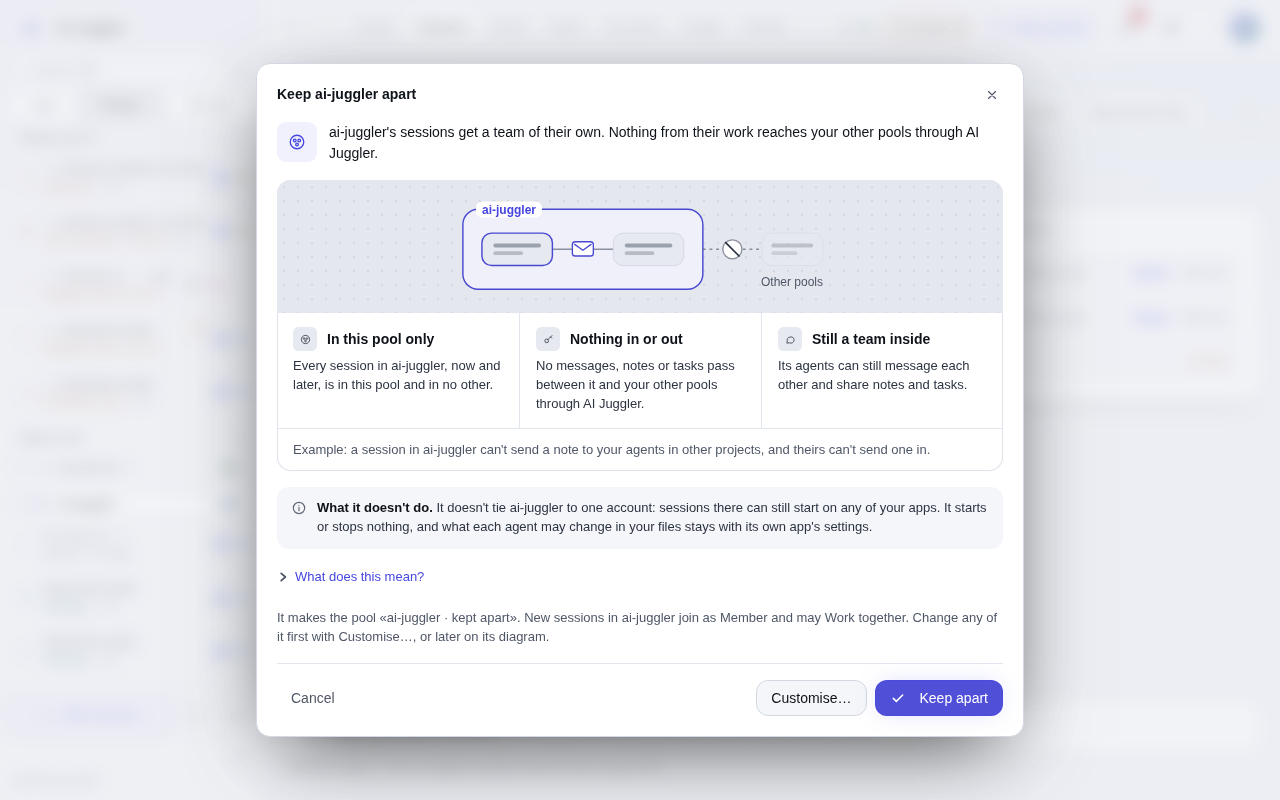 Keep ai-juggler apart
ai-juggler's sessions get a team of their own. Nothing from their work reaches your other pools through AI
Juggler.
ai-juggler
Other pools
In this pool only
Every session in ai-juggler, now and
later, is in this pool and in no other.
Nothing in or out
No messages, notes or tasks pass
between it and your other pools
through AI Juggler.
Still a team inside
Its agents can still message each
other and share notes and tasks.
Example: a session in ai-juggler can't send a note to your agents in other projects, and theirs can't send one in.
What it doesn't do. It doesn't tie ai-juggler to one account: sessions there can still start on any of your apps. It starts
or stops nothing, and what each agent may change in your files stays with its own app's settings.
What does this mean?
It makes the pool «ai-juggler · kept apart». New sessions in ai-juggler join as Member and may Work together. Change any of
it first with Customise…, or later on its diagram.
Cancel
Customise…
Keep apart